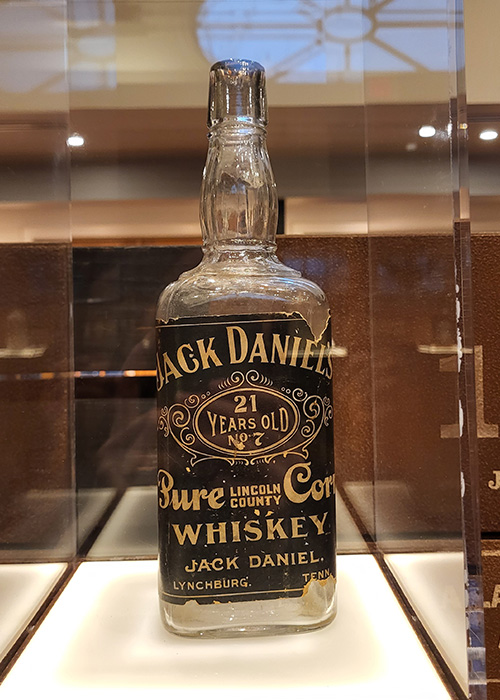 JACK DANIEL'S
21
YEARS OLD
No. 7
Pure LINCOLN COUNTY Corn
WHISKEY
JACK DANIEL.
LYNCHBURG. TENN.